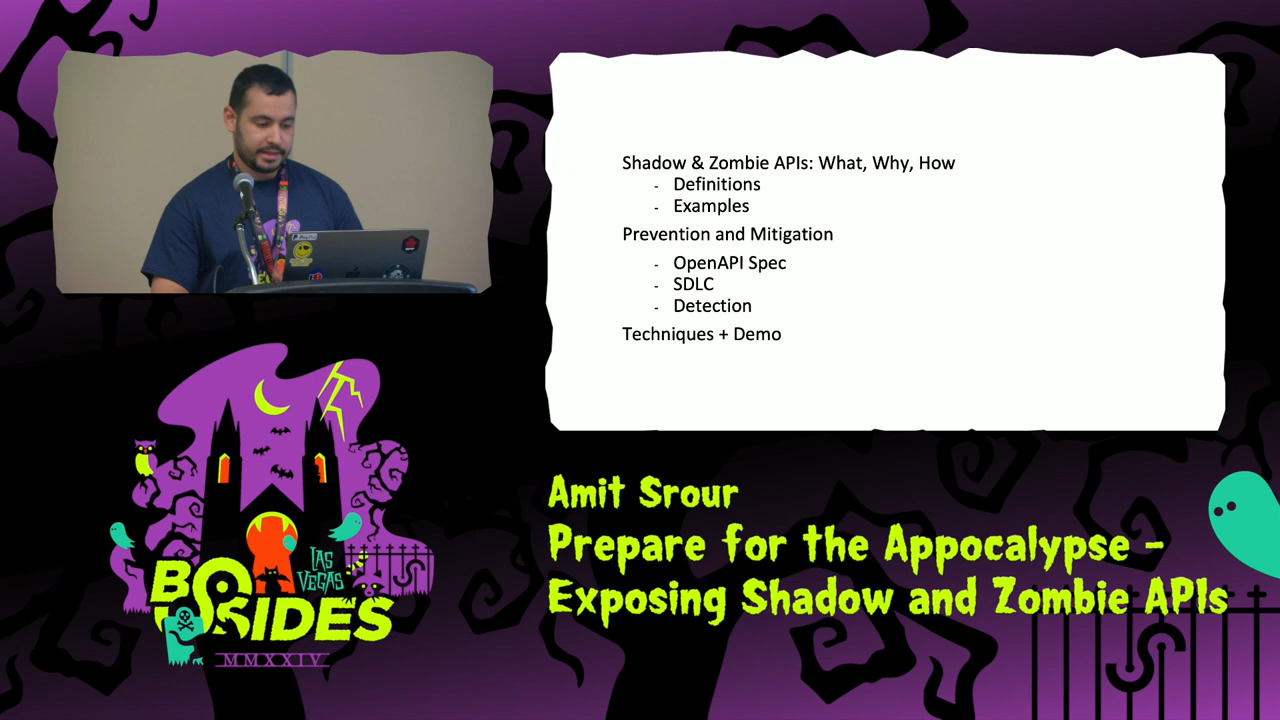 Shadow & Zombie APIs: What, Why, How
- Definitions
- Examples
Prevention and Mitigation
- OpenAPI Spec
- SDLC
- Detection
Techniques + Demo
Amit Srour
Prepare for the Appocalypse -
Exposing Shadow and Zombie APIs
LAS
VEGAS
BSIDES
MMXXIV